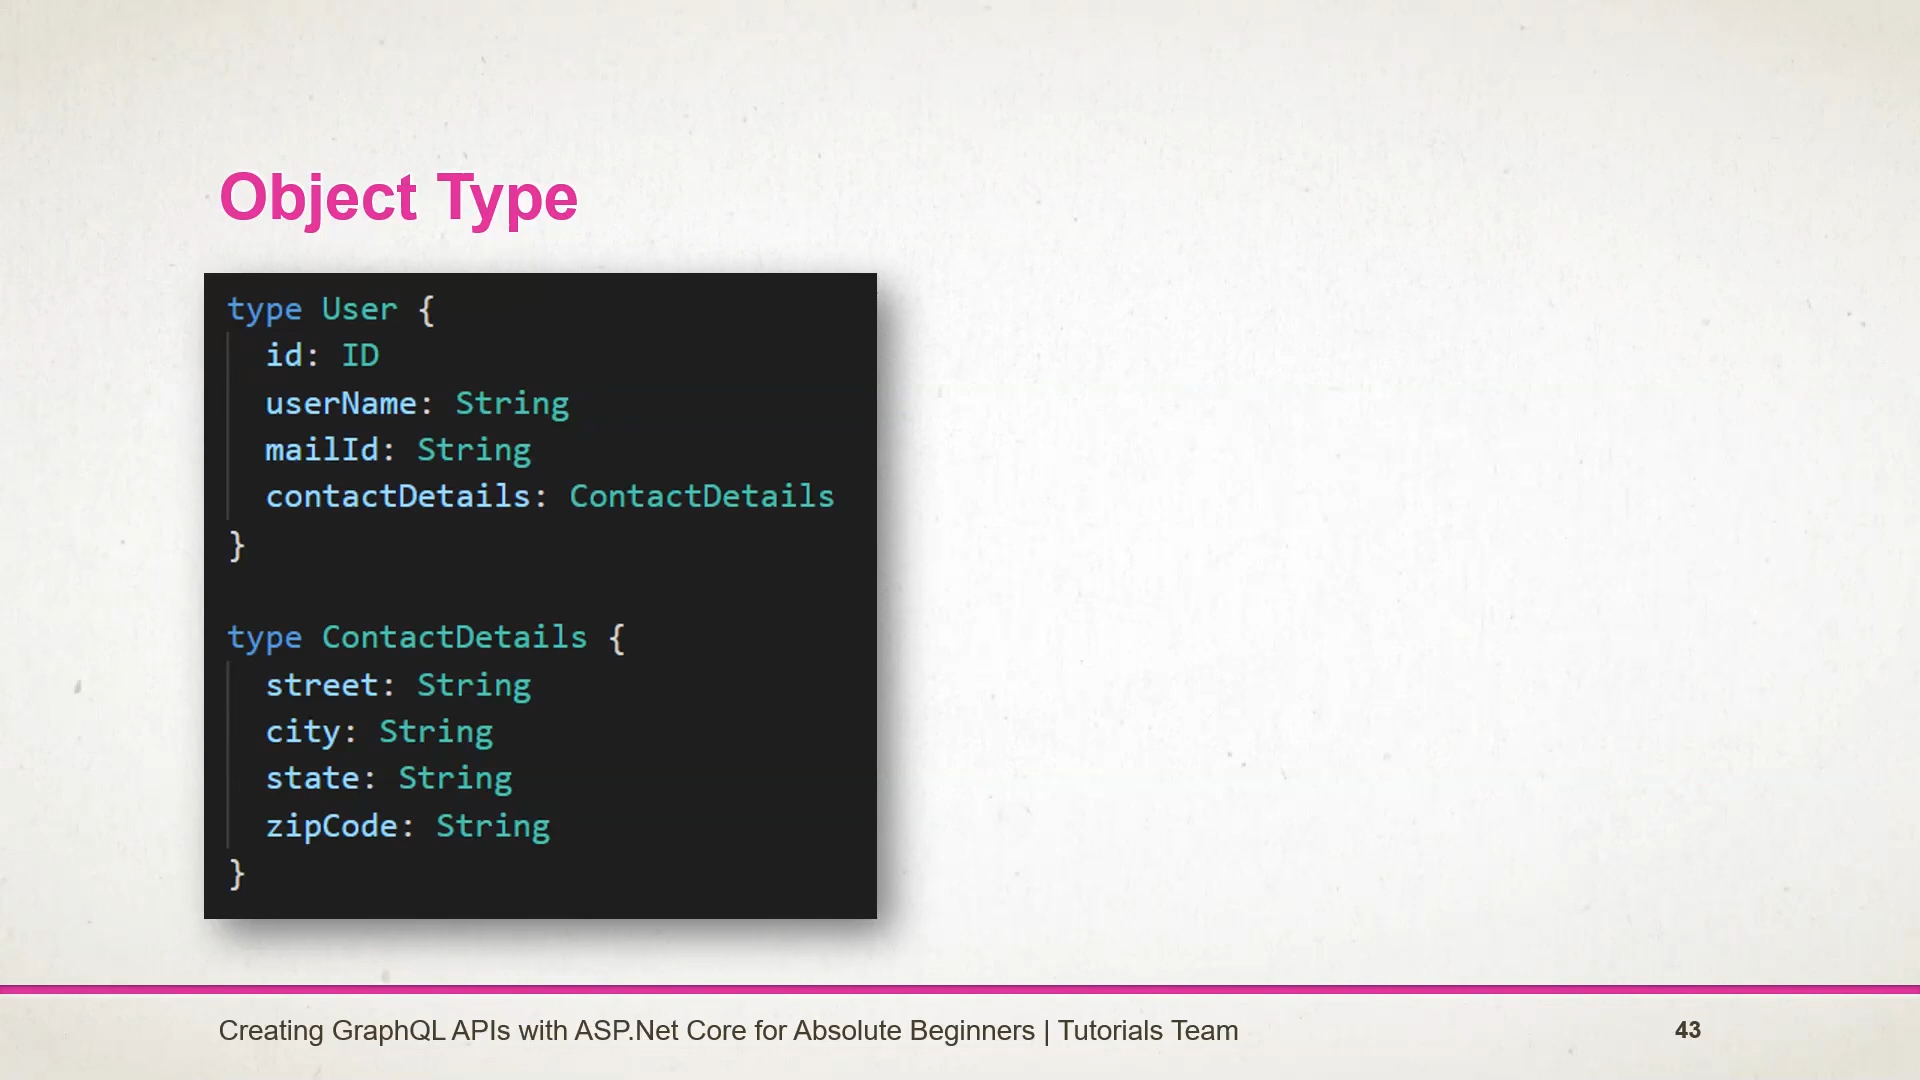 Object Type
type User {
id: ID
userName: String
mailId: String
contactDetails: ContactDetails
}
type ContactDetails {
street: String
city: String
state: String
zipCode: String
}
Creating GraphQL APIs with ASP.Net Core for Absolute Beginners | Tutorials Team
43